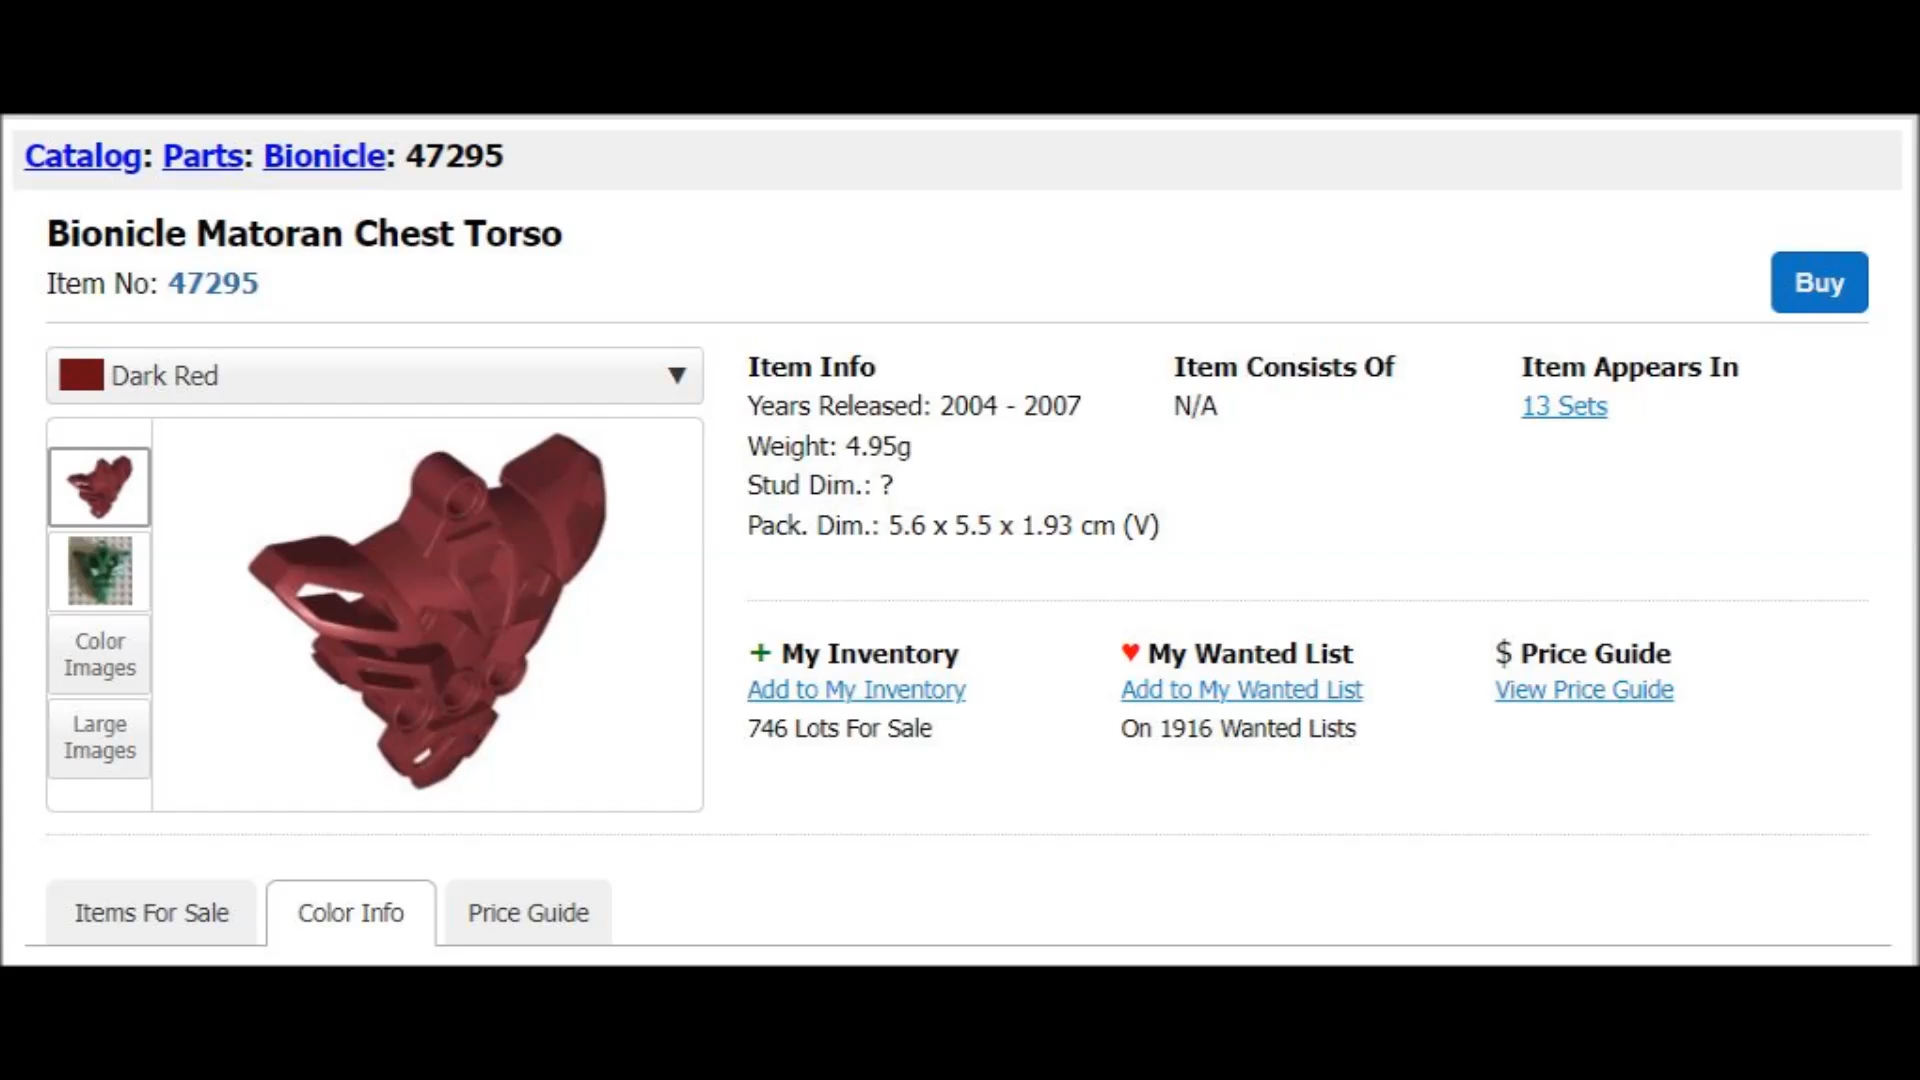 Catalog: Parts: Bionicle: 47295
Bionicle Matoran Chest Torso
Item No: 47295
Buy
Dark Red ▼
Item Info
Years Released: 2004 - 2007
Weight: 4.95g
Stud Dim.: ?
Pack. Dim.: 5.6 x 5.5 x 1.93 cm (V)
Item Consists Of
N/A
Item Appears In
13 Sets
Color
Images
Large
Images
+ My Inventory
Add to My Inventory
746 Lots For Sale
♥ My Wanted List
Add to My Wanted List
On 1916 Wanted Lists
$ Price Guide
View Price Guide
Items For Sale
Color Info
Price Guide